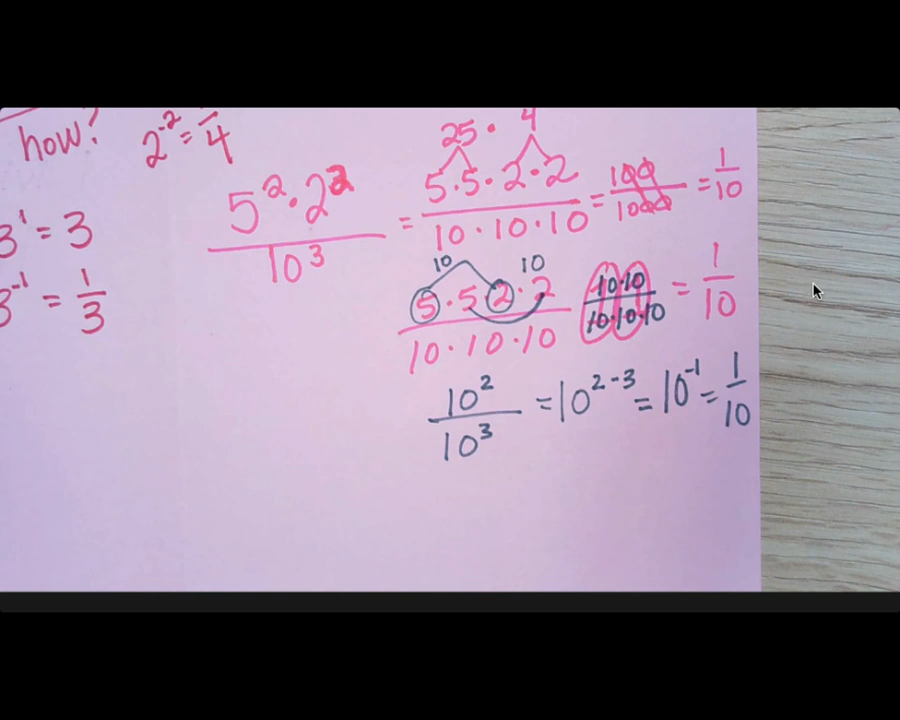 how? 2⁻² = 1/4
3¹ = 3
3⁻¹ = 1/3
25 · 4
5² · 2² / 10³ = 5 · 5 · 2 · 2 / 10 · 10 · 10 = 100 / 1000 = 1/10
10 10
5 · 5 2 · 2 / 10 · 10 · 10 10 · 10 / 10 · 10 · 10 = 1/10
10² / 10³ = 10²⁻³ = 10⁻¹ = 1/10